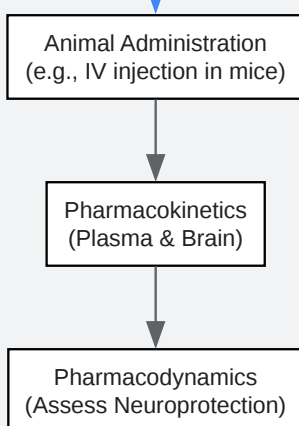 Animal Administration
(e.g., IV injection in mice)
Pharmacokinetics
(Plasma & Brain)
Pharmacodynamics
(Assess Neuroprotection)